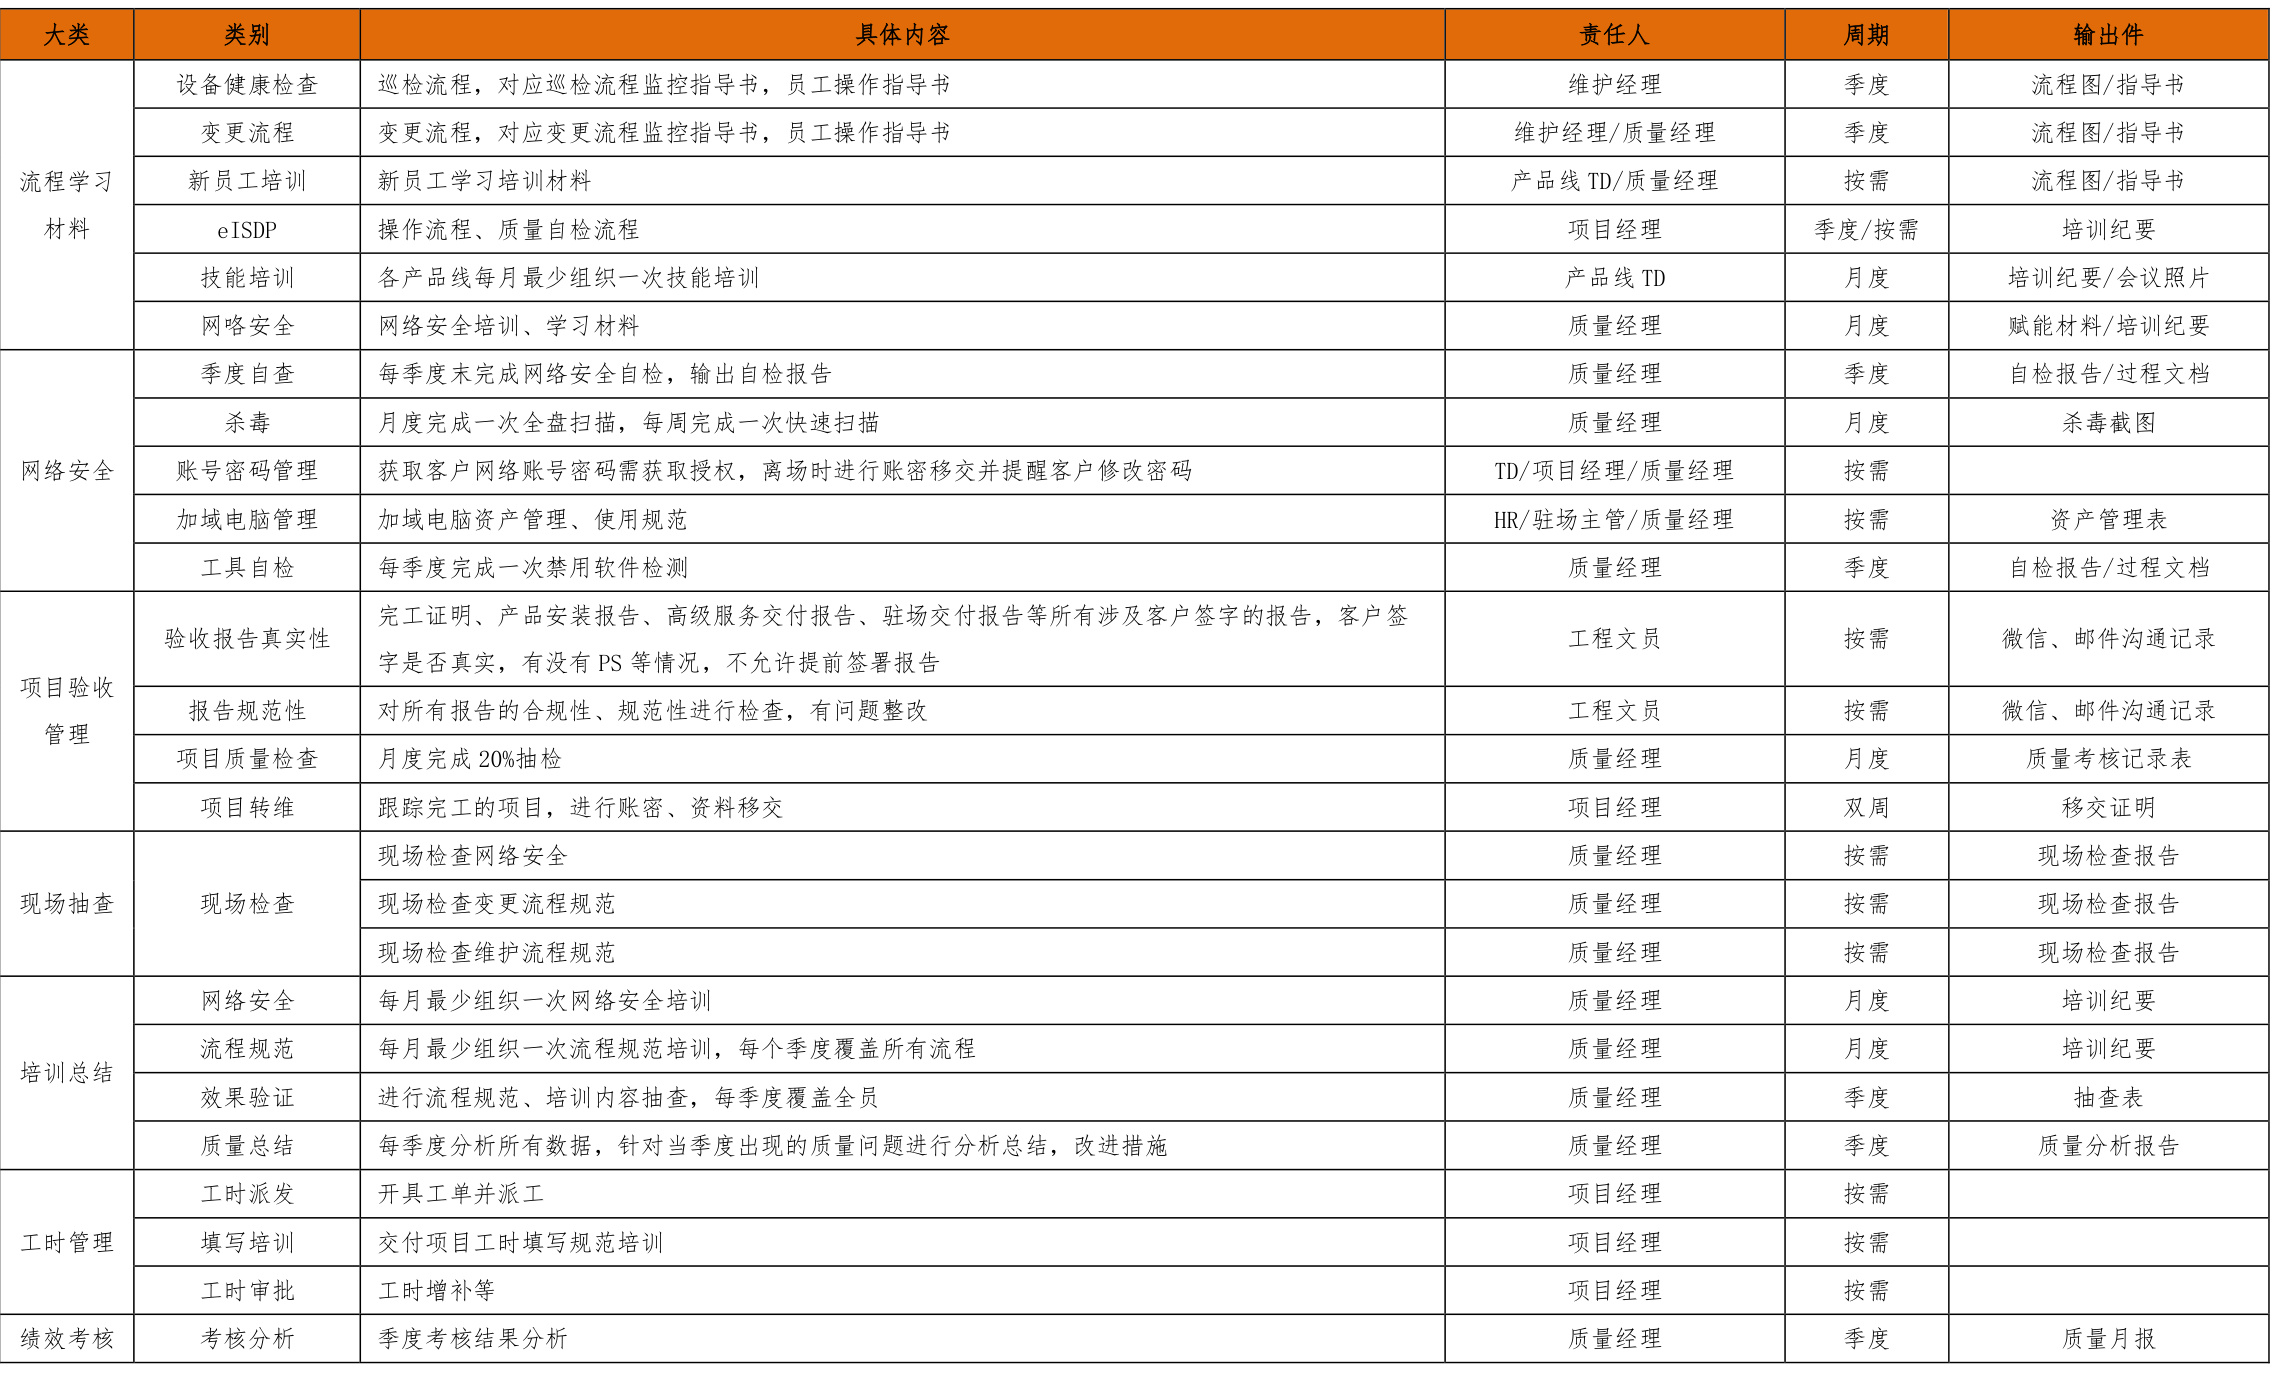 大类 类别 具体内容 责任人 周期 输出件
设备健康检查 巡检流程，对应巡检流程监控指导书，员工操作指导书 维护经理 季度 流程图/指导书
变更流程 变更流程，对应变更流程监控指导书，员工操作指导书 维护经理/质量经理 季度 流程图/指导书
流程学习 新员工培训 新员工学习培训材料 产品线 TD/质量经理 按需 流程图/指导书
材料 eISDP 操作流程、质量自检流程 项目经理 季度/按需 培训纪要
技能培训 各产品线每月最少组织一次技能培训 产品线 TD 月度 培训纪要/会议照片
网咯安全 网络安全培训、学习材料 质量经理 月度 赋能材料/培训纪要
季度自查 每季度末完成网络安全自检，输出自检报告 质量经理 季度 自检报告/过程文档
杀毒 月度完成一次全盘扫描，每周完成一次快速扫描 质量经理 月度 杀毒截图
网络安全 账号密码管理 获取客户网络账号密码需获取授权，离场时进行账密移交并提醒客户修改密码 TD/项目经理/质量经理 按需
加域电脑管理 加域电脑资产管理、使用规范 HR/驻场主管/质量经理 按需 资产管理表
工具自检 每季度完成一次禁用软件检测 质量经理 季度 自检报告/过程文档
项目验收
管理
验收报告真实性 完工证明、产品安装报告、高级服务交付报告、驻场交付报告等所有涉及客户签字的报告，客户签
字是否真实，有没有 PS 等情况，不允许提前签署报告 工程文员 按需 微信、邮件沟通记录
报告规范性 对所有报告的合规性、规范性进行检查，有问题整改 工程文员 按需 微信、邮件沟通记录
项目质量检查 月度完成 20%抽检 质量经理 月度 质量考核记录表
项目转维 跟踪完工的项目，进行账密、资料移交 项目经理 双周 移交证明
现场检查网络安全 质量经理 按需 现场检查报告
现场抽查 现场检查 现场检查变更流程规范 质量经理 按需 现场检查报告
现场检查维护流程规范 质量经理 按需 现场检查报告
网络安全 每月最少组织一次网络安全培训 质量经理 月度 培训纪要
流程规范 每月最少组织一次流程规范培训，每个季度覆盖所有流程 质量经理 月度 培训纪要
培训总结
效果验证 进行流程规范、培训内容抽查，每季度覆盖全员 质量经理 季度 抽查表
质量总结 每季度分析所有数据，针对当季度出现的质量问题进行分析总结，改进措施 质量经理 季度 质量分析报告
工时派发 开具工单并派工 项目经理 按需
工时管理 填写培训 交付项目工时填写规范培训 项目经理 按需
工时审批 工时增补等 项目经理 按需
绩效考核 考核分析 季度考核结果分析 质量经理 季度 质量月报